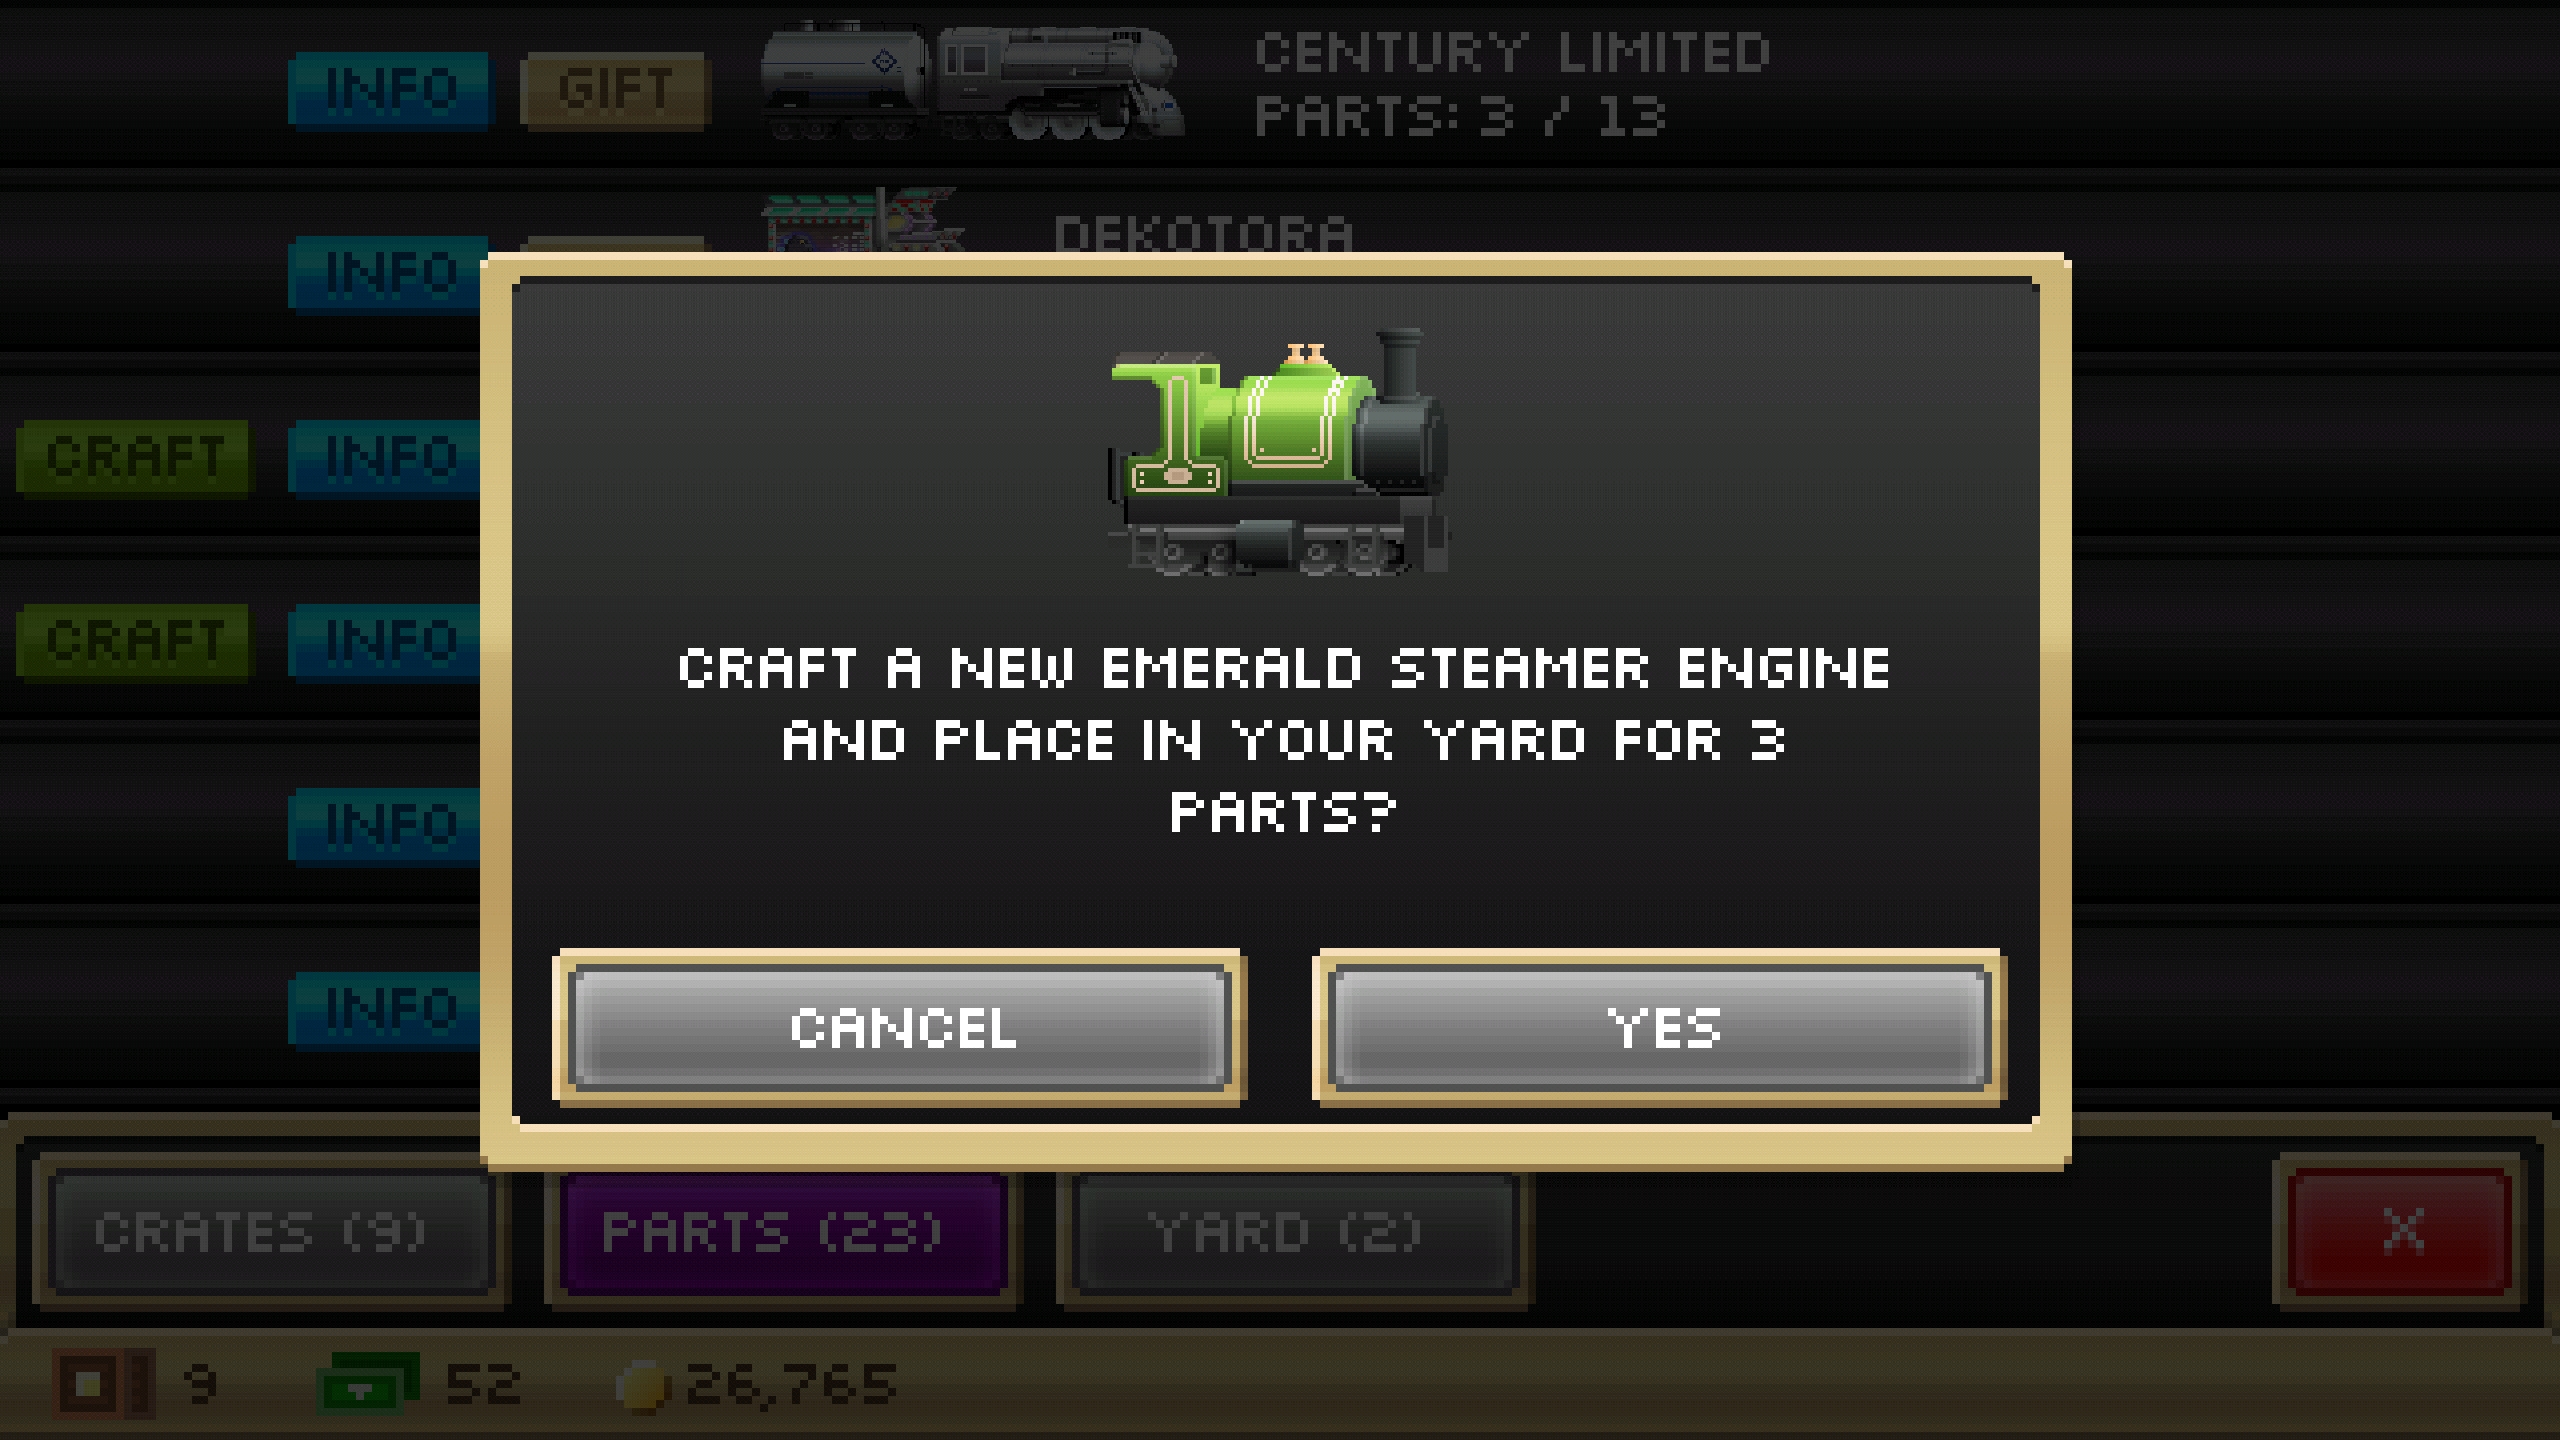 INFO GIFT CENTURY LIMITED
PARTS: 3 / 13
INFO DEKOTORA
CRAFT INFO
CRAFT INFO
INFO
INFO
CRAFT A NEW EMERALD STEAMER ENGINE
AND PLACE IN YOUR YARD FOR 3
PARTS?
CANCEL YES
CRATES (9) PARTS (23) YARD (2) X
9 52 26,765